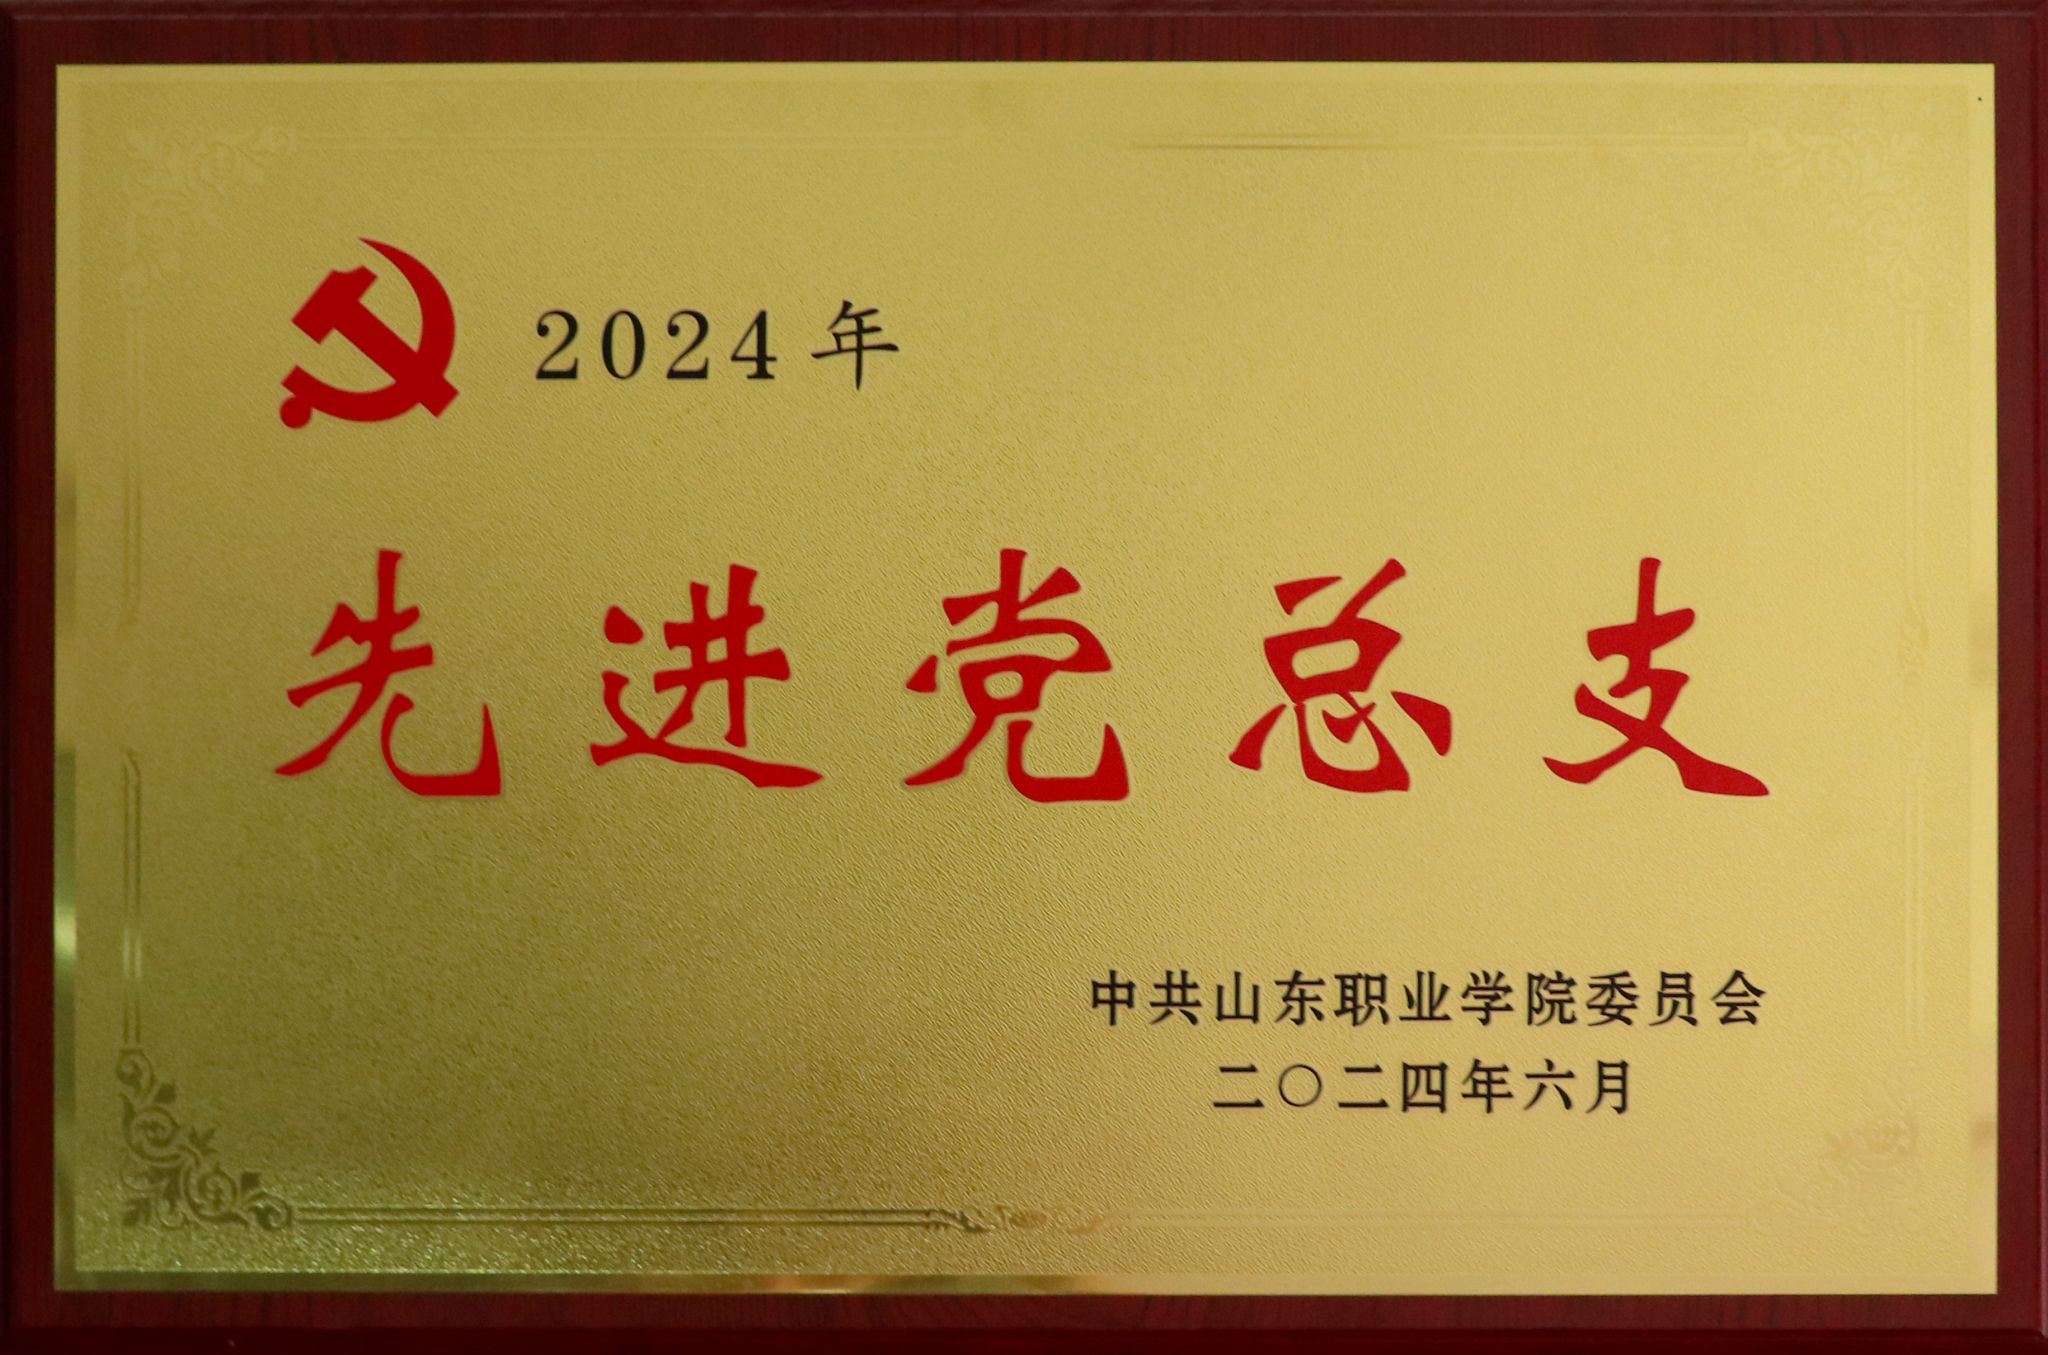 2024年
先进党总支
中共山东职业学院委员会
二〇二四年六月